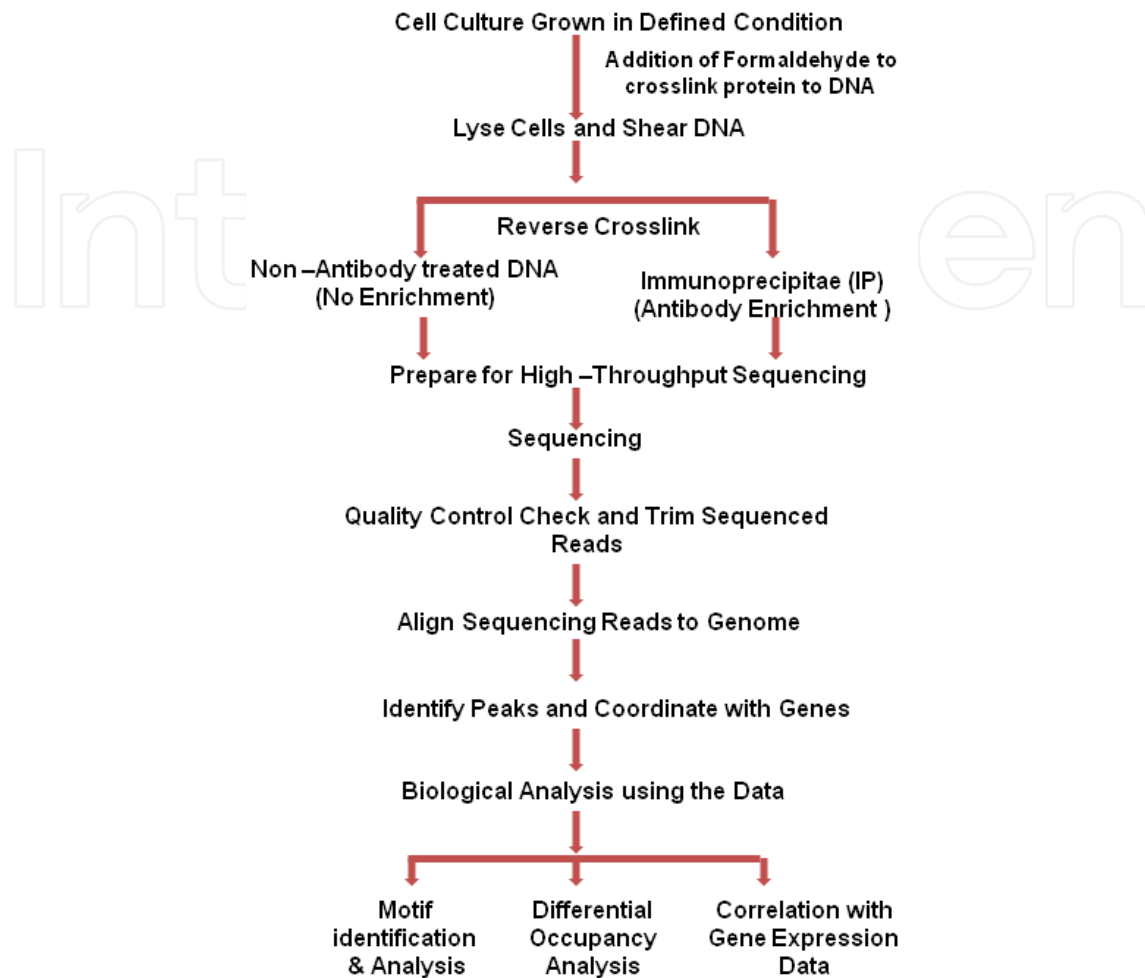 Cell Culture Grown in Defined Condition
Addition of Formaldehyde to
crosslink protein to DNA
Lyse Cells and Shear DNA
Reverse Crosslink
Non –Antibody treated DNA
(No Enrichment)
Immunoprecipitae (IP)
(Antibody Enrichment )
Prepare for High –Throughput Sequencing
Sequencing
Quality Control Check and Trim Sequenced
Reads
Align Sequencing Reads to Genome
Identify Peaks and Coordinate with Genes
Biological Analysis using the Data
Motif
identification
& Analysis
Differential
Occupancy
Analysis
Correlation with
Gene Expression
Data
Int
en